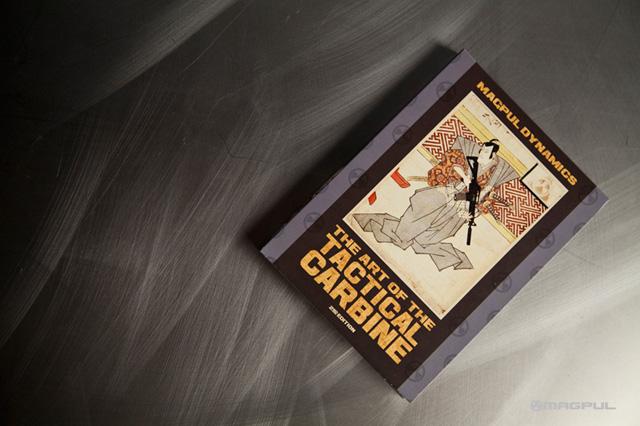 MAGPUL DYNAMICS
THE ART OF THE
TACTICAL
CARBINE
2ND EDITION
MAGPUL